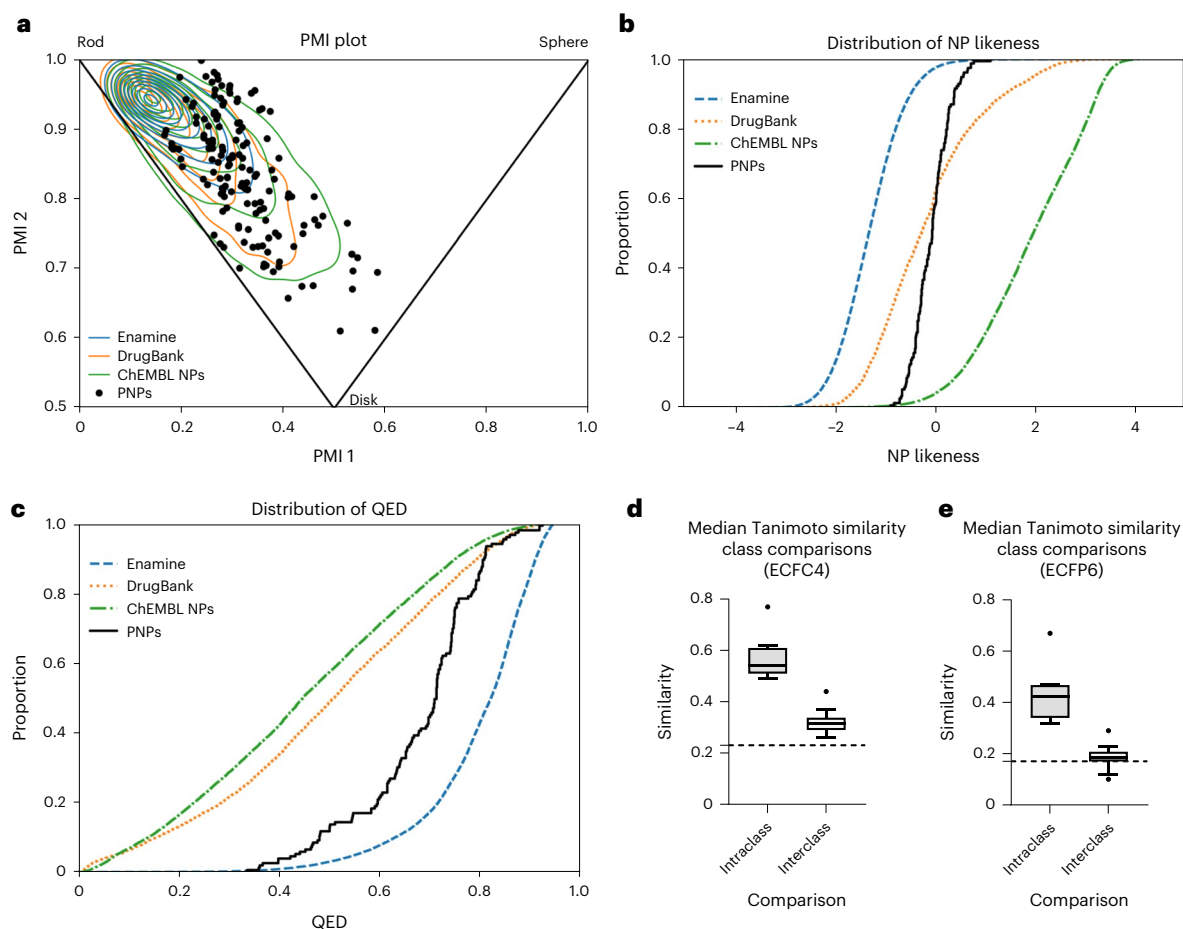 a
PMI plot
Rod
Sphere
1.0
0.9
0.8
0.7
0.6
0.5
PMI 2
Enamine
DrugBank
ChEMBL NPs
PNPs
Disk
0
0.2
0.4
0.6
0.8
1.0
PMI 1
b
Distribution of NP likeness
1.0
0.8
0.6
0.4
0.2
0
Proportion
Enamine
DrugBank
ChEMBL NPs
PNPs
−4
−2
0
2
4
NP likeness
c
Distribution of QED
1.0
0.8
0.6
0.4
0.2
0
Proportion
Enamine
DrugBank
ChEMBL NPs
PNPs
0
0.2
0.4
0.6
0.8
1.0
QED
d
Median Tanimoto similarity
class comparisons
(ECFC4)
0.8
0.6
0.4
0.2
0
Similarity
Intraclass
Interclass
Comparison
e
Median Tanimoto similarity
class comparisons
(ECFP6)
0.8
0.6
0.4
0.2
0
Similarity
Intraclass
Interclass
Comparison